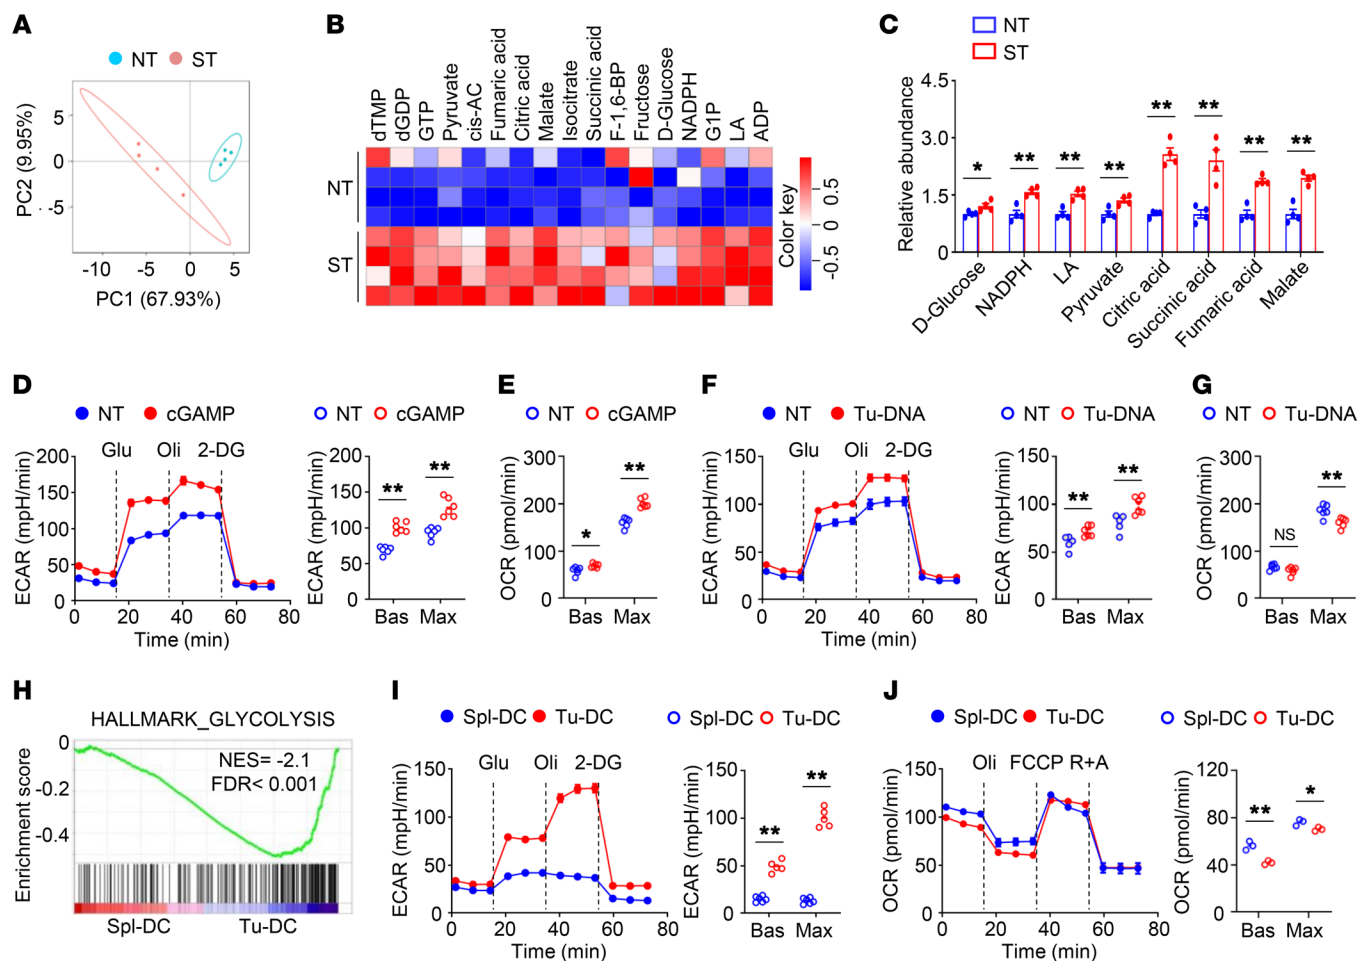 A
NT ST
PC2 (9.95%)
5
0
-5
-10 -5 0 5
PC1 (67.93%)
B
dTMP
dGDP
GTP
Pyruvate
cis-AC
Fumaric acid
Citric acid
Malate
Isocitrate
Succinic acid
F-1,6-BP
Fructose
D-Glucose
NADPH
G1P
LA
ADP
NT
ST
0.5
0
-0.5
Color key
C
NT
ST
Relative abundance
4.5
3.0
1.5
0
* ** ** ** ** ** ** **
D-Glucose
NADPH
LA
Pyruvate
Citric acid
Succinic acid
Fumaric acid
Malate
D
NT cGAMP
Glu Oli 2-DG
ECAR (mpH/min)
200
150
100
50
0
0 20 40 60 80
Time (min)
NT cGAMP
ECAR (mpH/min)
200
150
100
50
0
** **
Bas Max
E
NT cGAMP
OCR (pmol/min)
300
200
100
0
* **
Bas Max
F
NT Tu-DNA
Glu Oli 2-DG
ECAR (mpH/min)
150
100
50
0
0 20 40 60 80
Time (min)
NT Tu-DNA
ECAR (mpH/min)
150
100
50
0
** **
Bas Max
G
NT Tu-DNA
OCR (pmol/min)
300
200
100
0
NS **
Bas Max
H
HALLMARK_GLYCOLYSIS
NES= -2.1
FDR< 0.001
Enrichment score
0
-0.2
-0.4
Spl-DC Tu-DC
I
Spl-DC Tu-DC
Glu Oli 2-DG
ECAR (mpH/min)
150
100
50
0
0 20 40 60 80
Time (min)
Spl-DC Tu-DC
ECAR (mpH/min)
150
100
50
0
** **
Bas Max
J
Spl-DC Tu-DC
Oli FCCP R+A
OCR (pmol/min)
150
100
50
0
0 20 40 60 80
Time (min)
Spl-DC Tu-DC
OCR (pmol/min)
120
80
40
0
** *
Bas Max